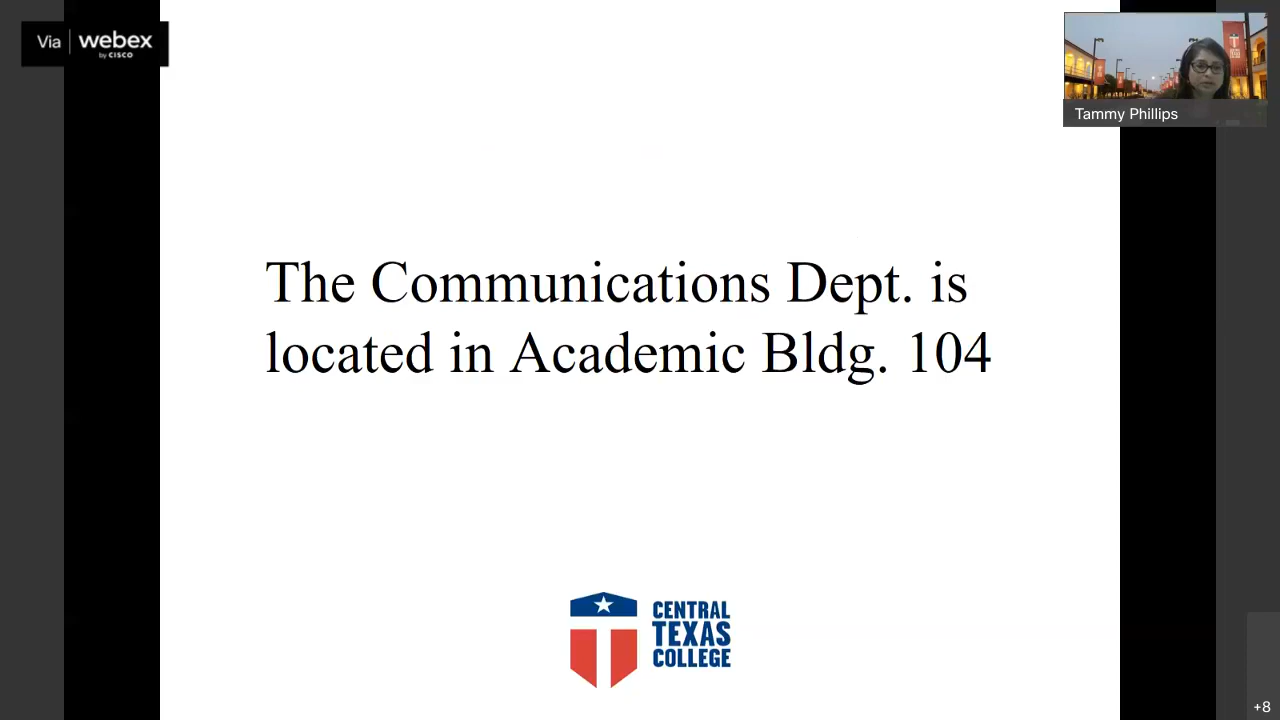 Via webex
by CISCO
Tammy Phillips
The Communications Dept. is
located in Academic Bldg. 104
CENTRAL
TEXAS
COLLEGE
+8